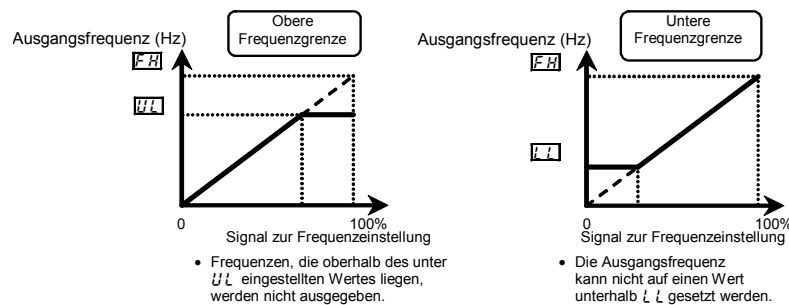 Obere
Frequenzgrenze
Ausgangsfrequenz (Hz)
FH
UL
0
100%
Signal zur Frequenzeinstellung
• Frequenzen, die oberhalb des unter
UL eingestellten Wertes liegen,
werden nicht ausgegeben.
Untere
Frequenzgrenze
Ausgangsfrequenz (Hz)
FH
LL
0
100%
Signal zur Frequenzeinstellung
• Die Ausgangsfrequenz
kann nicht auf einen Wert
unterhalb LL gesetzt werden.